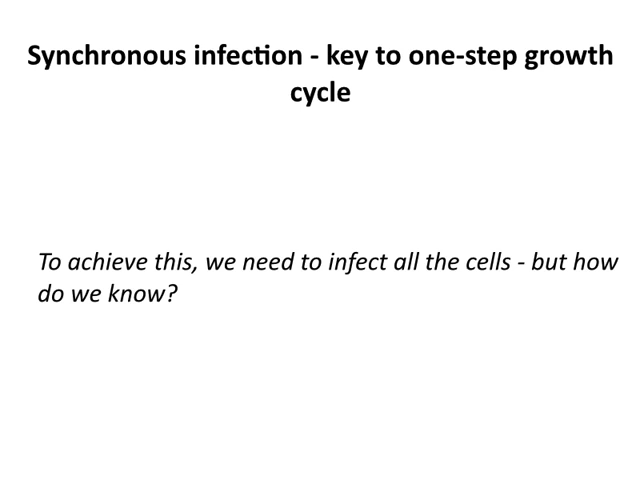 Synchronous infection - key to one-step growth
cycle
To achieve this, we need to infect all the cells - but how
do we know?